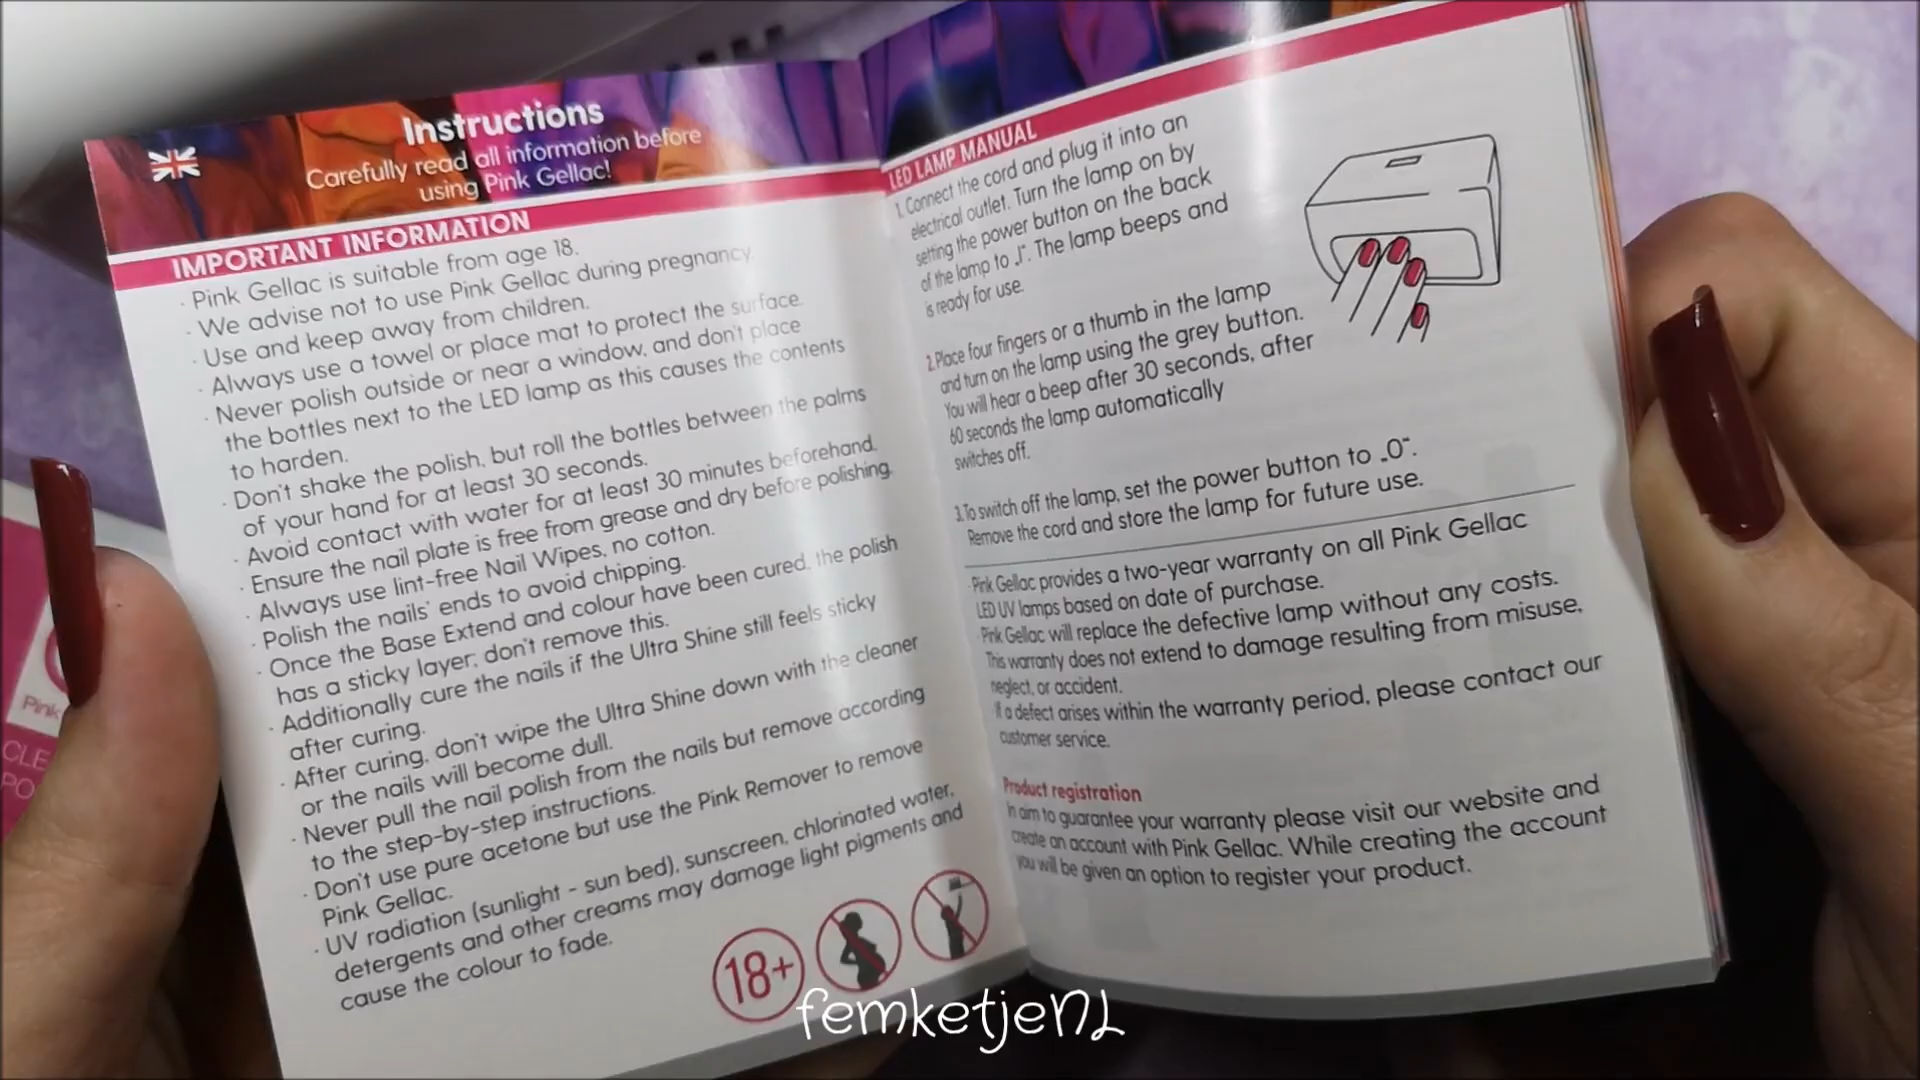 Instructions
Carefully read all information before
using Pink Gellac!
IMPORTANT INFORMATION
· Pink Gellac is suitable from age 18.
· We advise not to use Pink Gellac during pregnancy.
· Use and keep away from children.
· Always use a towel or place mat to protect the surface.
· Never polish outside or near a window, and don't place
the bottles next to the LED lamp as this causes the contents
to harden.
· Don't shake the polish, but roll the bottles between the palms
of your hand for at least 30 seconds.
· Avoid contact with water for at least 30 minutes beforehand.
· Ensure the nail plate is free from grease and dry before polishing.
· Always use lint-free Nail Wipes, no cotton.
· Polish the nails' ends to avoid chipping.
· Once the Base Extend and colour have been cured, the polish
has a sticky layer; don't remove this.
· Additionally cure the nails if the Ultra Shine still feels sticky
after curing.
· After curing, don't wipe the Ultra Shine down with the cleaner
or the nails will become dull.
· Never pull the nail polish from the nails but remove according
to the step-by-step instructions.
· Don't use pure acetone but use the Pink Remover to remove
Pink Gellac.
· UV radiation (sunlight - sun bed), sunscreen, chlorinated water,
detergents and other creams may damage light pigments and
cause the colour to fade.
18+
LED LAMP MANUAL
1. Connect the cord and plug it into an
electrical outlet. Turn the lamp on by
setting the power button on the back
of the lamp to „I". The lamp beeps and
is ready for use.
2.Place four fingers or a thumb in the lamp
and turn on the lamp using the grey button.
You will hear a beep after 30 seconds, after
60 seconds the lamp automatically
switches off.
3.To switch off the lamp, set the power button to „O".
Remove the cord and store the lamp for future use.
· Pink Gellac provides a two-year warranty on all Pink Gellac
LED UV lamps based on date of purchase.
· Pink Gellac will replace the defective lamp without any costs.
This warranty does not extend to damage resulting from misuse,
neglect, or accident.
· If a defect arises within the warranty period, please contact our
customer service.
Product registration
In aim to guarantee your warranty please visit our website and
create an account with Pink Gellac. While creating the account
you will be given an option to register your product.
Pink
CLE
PO
femketjeNL